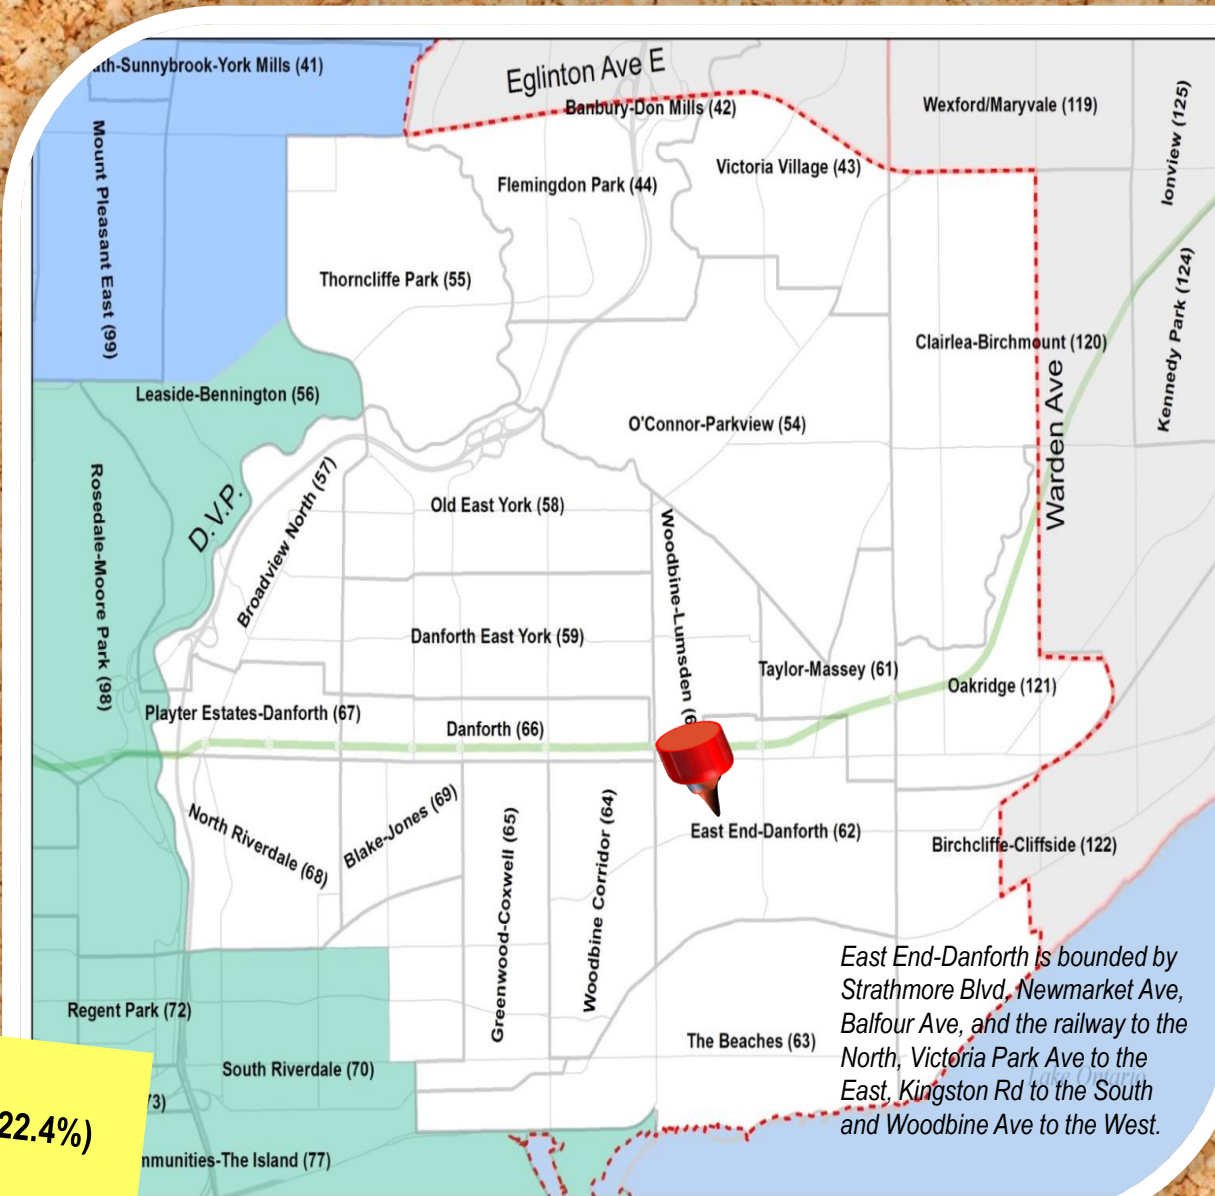 th-Sunnybrook-York Mills (41)
Eglinton Ave E
Banbury-Don Mills (42)
Wexford/Maryvale (119)
Ionview (125)
Mount Pleasant East (99)
Flemingdon Park (44)
Victoria Village (43)
Thorncliffe Park (55)
Kennedy Park (124)
Clairlea-Birchmount (120)
Warden Ave
Leaside-Bennington (56)
O'Connor-Parkview (54)
D.V.P.
Broadview North (57)
Old East York (58)
Rosedale-Moore Park (98)
Woodbine-Lumsden (6
Danforth East York (59)
Taylor-Massey (61)
Oakridge (121)
Playter Estates-Danforth (67)
Danforth (66)
North Riverdale (68)
Blake-Jones (69)
Greenwood-Coxwell (65)
Woodbine Corridor (64)
East End-Danforth (62)
Birchcliffe-Cliffside (122)
East End-Danforth is bounded by
Strathmore Blvd, Newmarket Ave,
Balfour Ave, and the railway to the
North, Victoria Park Ave to the
East, Kingston Rd to the South
and Woodbine Ave to the West.
Lake Ontario
Regent Park (72)
The Beaches (63)
South Riverdale (70)
73)
22.4%)
mmunities-The Island (77)